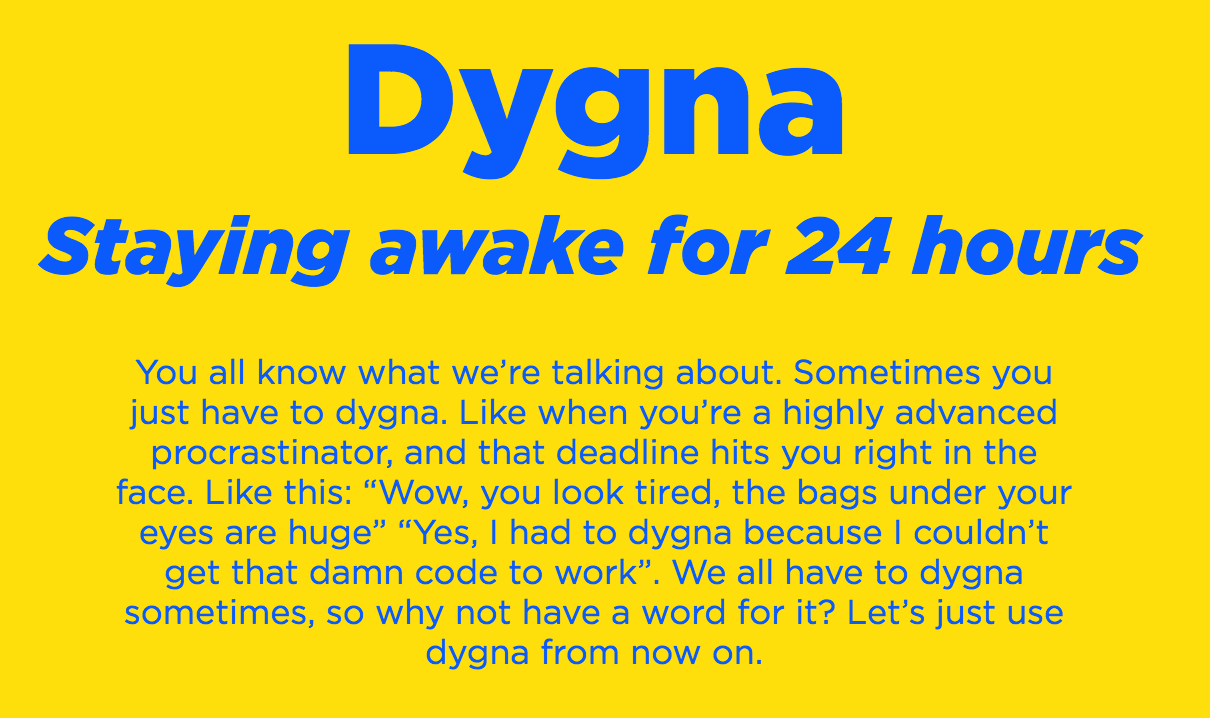 Dygna
Staying awake for 24 hours
You all know what we’re talking about. Sometimes you
just have to dygna. Like when you’re a highly advanced
procrastinator, and that deadline hits you right in the
face. Like this: “Wow, you look tired, the bags under your
eyes are huge” “Yes, I had to dygna because I couldn’t
get that damn code to work”. We all have to dygna
sometimes, so why not have a word for it? Let’s just use
dygna from now on.